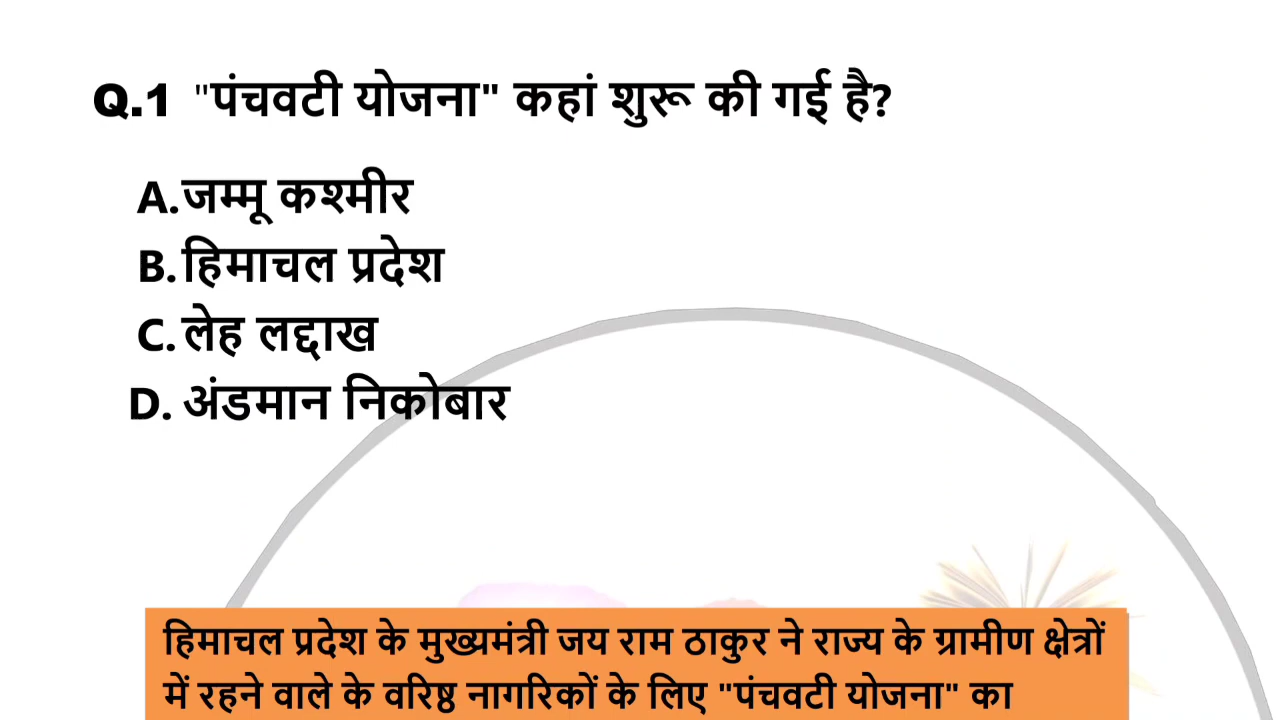 Q.1 "पंचवटी योजना" कहां शुरू की गई है?
A. जम्मू कश्मीर
B. हिमाचल प्रदेश
C. लेह लद्दाख
D. अंडमान निकोबार
हिमाचल प्रदेश के मुख्यमंत्री जय राम ठाकुर ने राज्य के ग्रामीण क्षेत्रों
में रहने वाले के वरिष्ठ नागरिकों के लिए "पंचवटी योजना" का